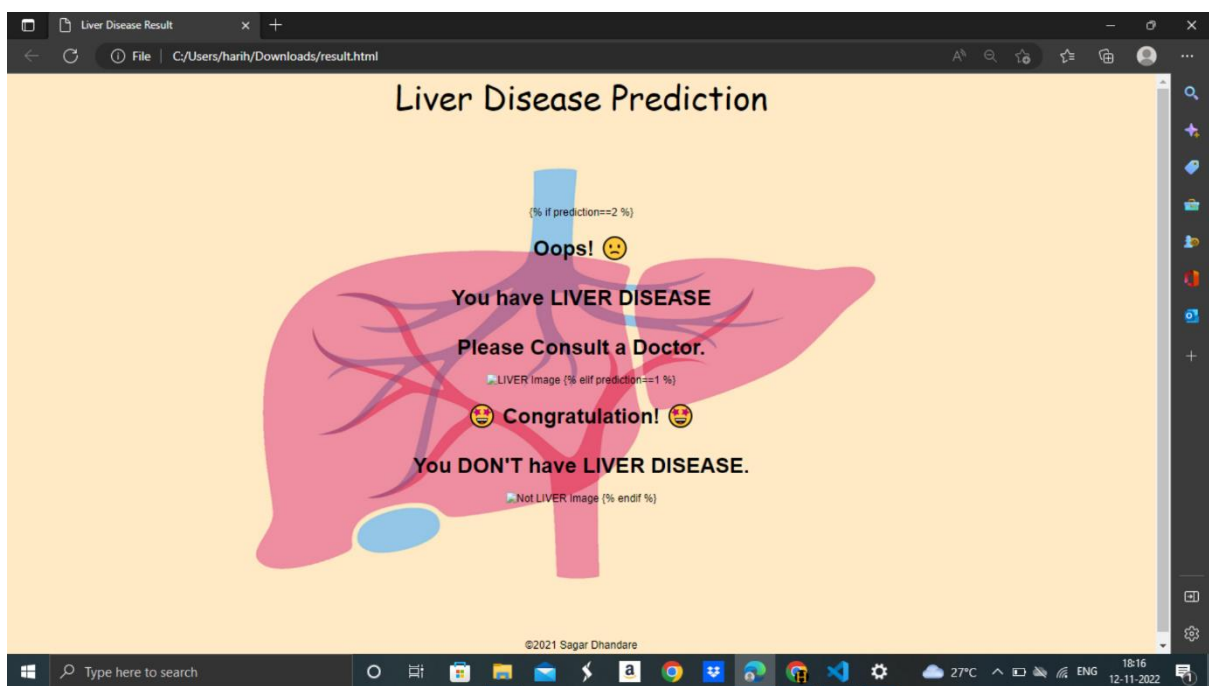 Liver Disease Result
File | C:/Users/harih/Downloads/result.html
Liver Disease Prediction
{% if prediction==2 %}
Oops! 🙁
You have LIVER DISEASE
Please Consult a Doctor.
LIVER Image {% elif prediction==1 %}
🤩 Congratulation! 🤩
You DON'T have LIVER DISEASE.
Not LIVER Image {% endif %}
©2021 Sagar Dhandare
Type here to search
27°C
ENG
18:16
12-11-2022